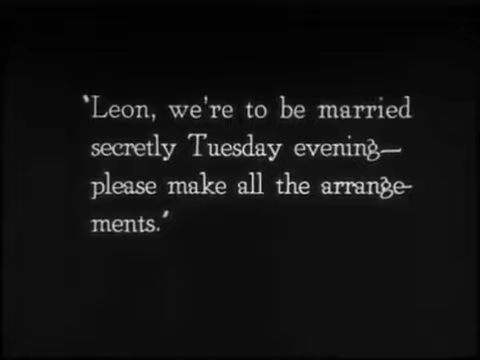 "Leon, we're to be married
secretly Tuesday evening—
please make all the arrange-
ments."